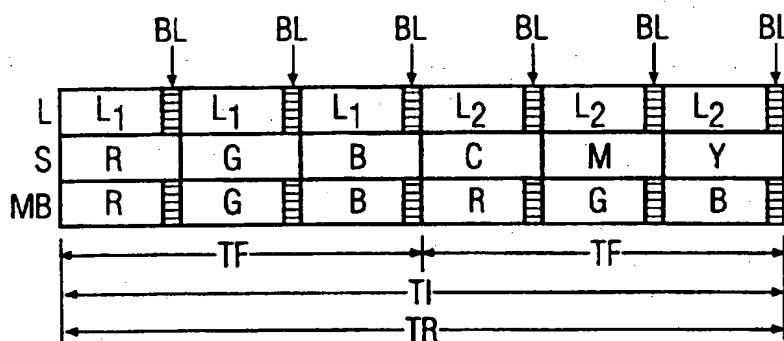 BL BL BL BL BL BL
L L1 L1 L1 L2 L2 L2
S R G B C M Y
MB R G B R G B
TF TF
TI
TR